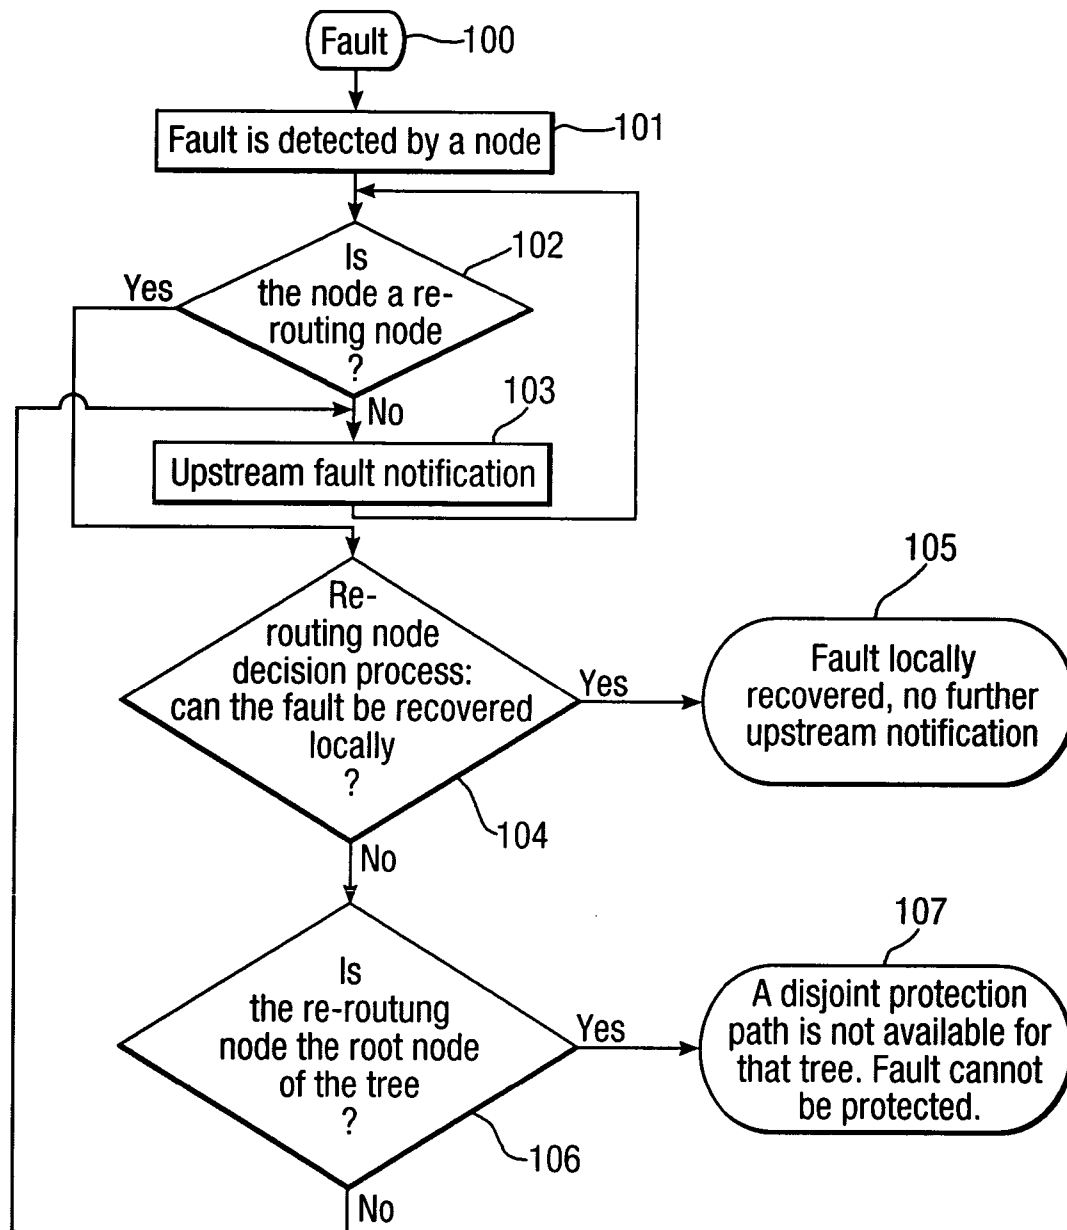 Fault
100
Fault is detected by a node
101
Is
the node a re-
routing node
?
102
Yes
No
103
Upstream fault notification
Re-
routing node
decision process:
can the fault be recovered
locally
?
104
Yes
No
105
Fault locally
recovered, no further
upstream notification
Is
the re-routung
node the root node
of the tree
?
106
Yes
No
107
A disjoint protection
path is not available for
that tree. Fault cannot
be protected.